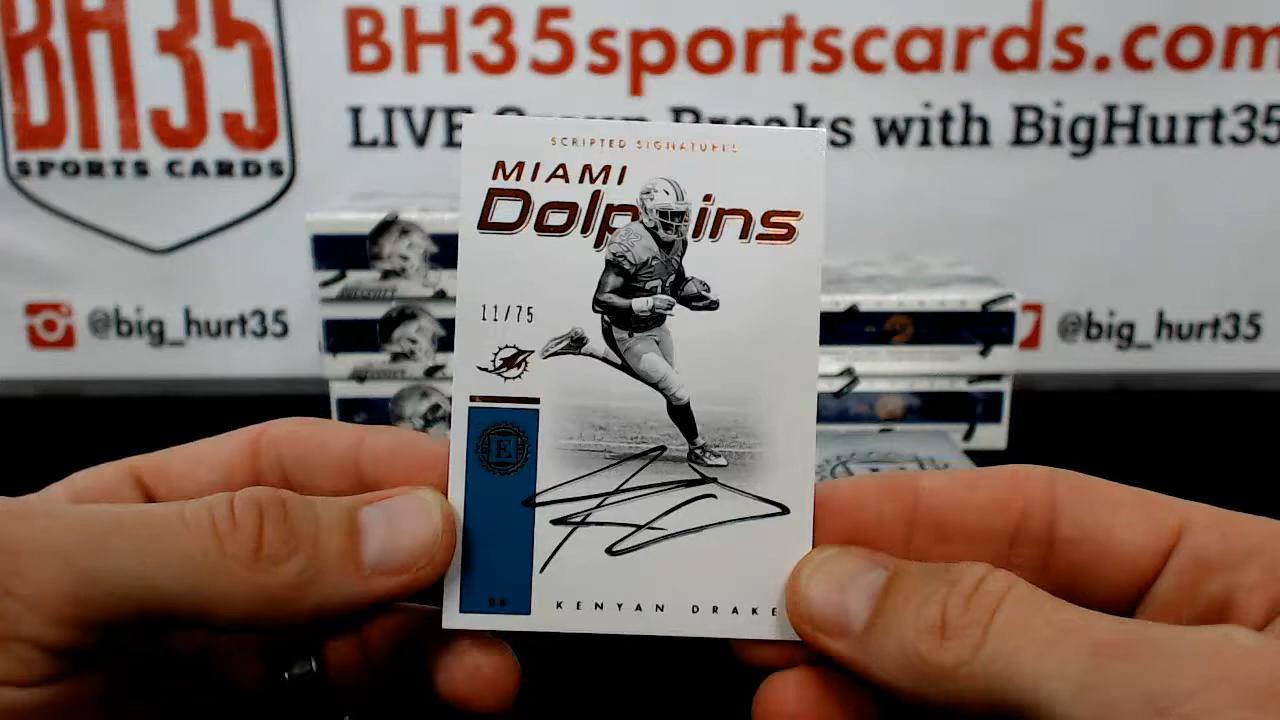 BH35
SPORTS CARDS
BH35sportscards.com
LIVE Breaks with BigHurt35
@big_hurt35
@big_hurt35
SCRIPTED SIGNATURES
MIAMI
Dolphins
32
11/75
E
KENYAN DRAKE